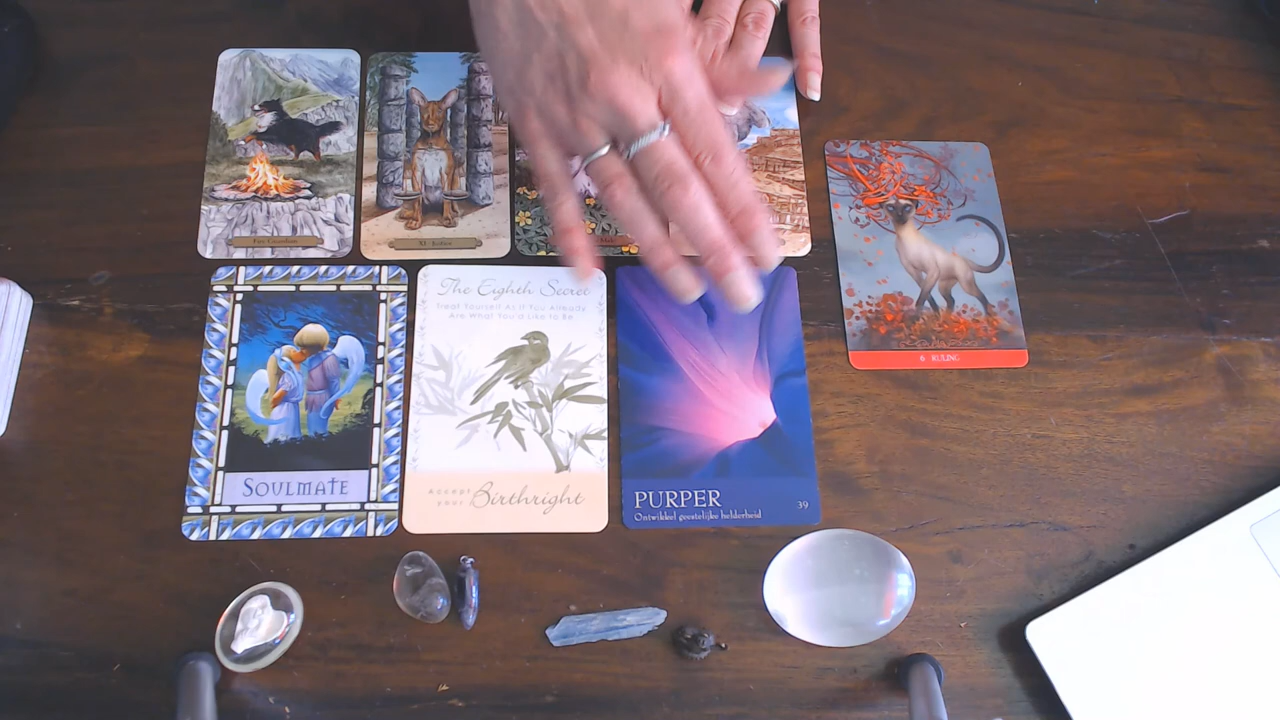 Fire Guardian
XI · Justice
6 RULING
SOULMATE
The Eighth Secret
Treat Yourself As If You Already
Are What You'd Like to Be
Accept
your Birthright
PURPER
39
Ontwikkel geestelijke helderheid